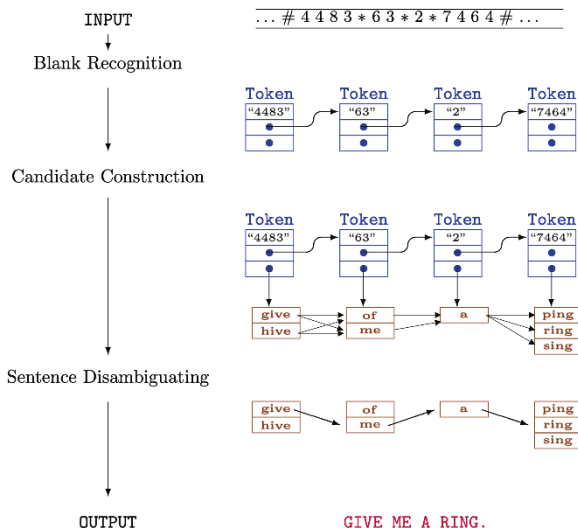 INPUT
... # 4 4 8 3 * 6 3 * 2 * 7 4 6 4 # ...
Blank Recognition
Token Token Token Token
“4483” “63” “2” “7464”
Candidate Construction
Token Token Token Token
“4483” “63” “2” “7464”
give of a ping
hive me ring
sing
Sentence Disambiguating
give of a ping
hive me ring
sing
OUTPUT GIVE ME A RING.